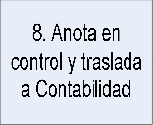 8. Anota en
control y traslada
a Contabilidad